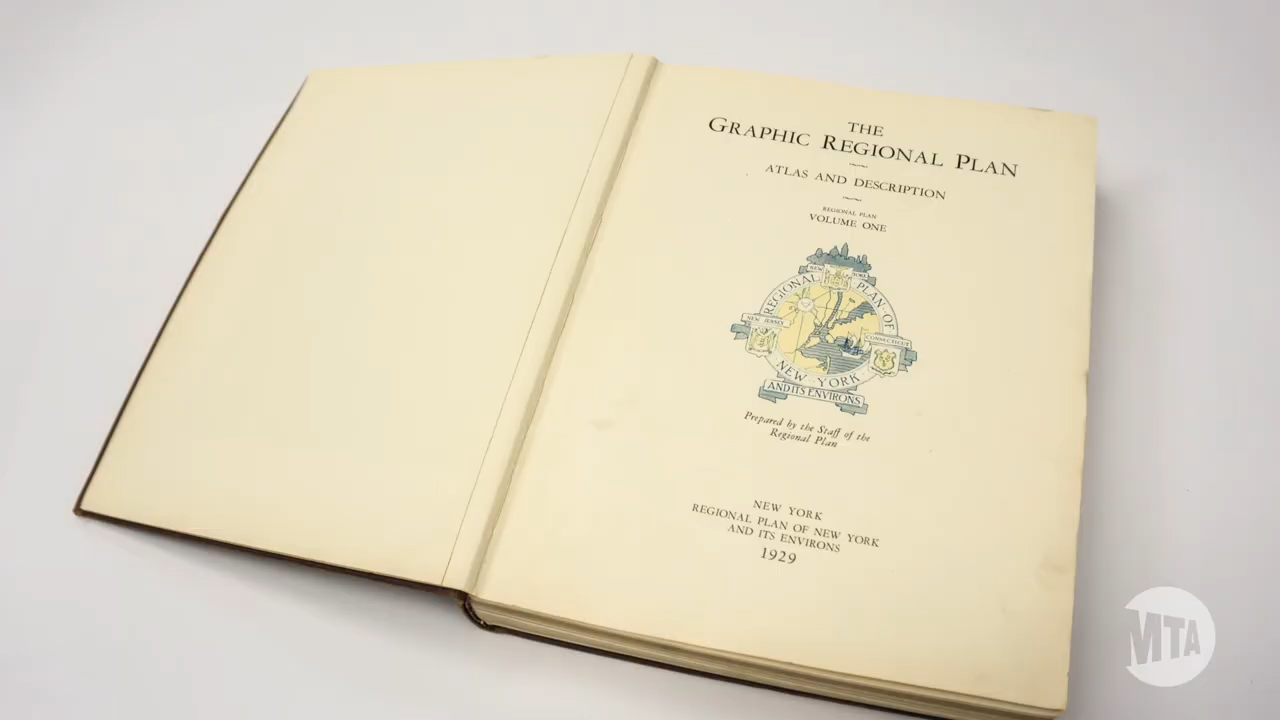 THE
GRAPHIC REGIONAL PLAN
ATLAS AND DESCRIPTION
REGIONAL PLAN
VOLUME ONE
NEW YORK
REGIONAL PLAN OF
NEW JERSEY
CONNECTICUT
NEW YORK
AND ITS ENVIRONS
Prepared by the Staff of the
Regional Plan
NEW YORK
REGIONAL PLAN OF NEW YORK
AND ITS ENVIRONS
1929
MTA